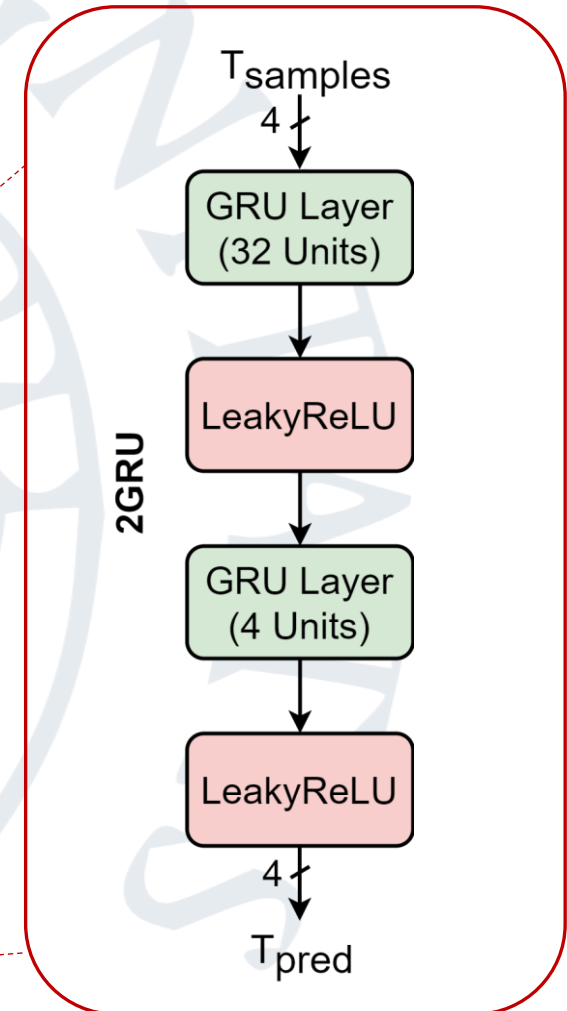 Tsamples
4
GRU Layer
(32 Units)
LeakyReLU
2GRU
GRU Layer
(4 Units)
LeakyReLU
4
Tpred